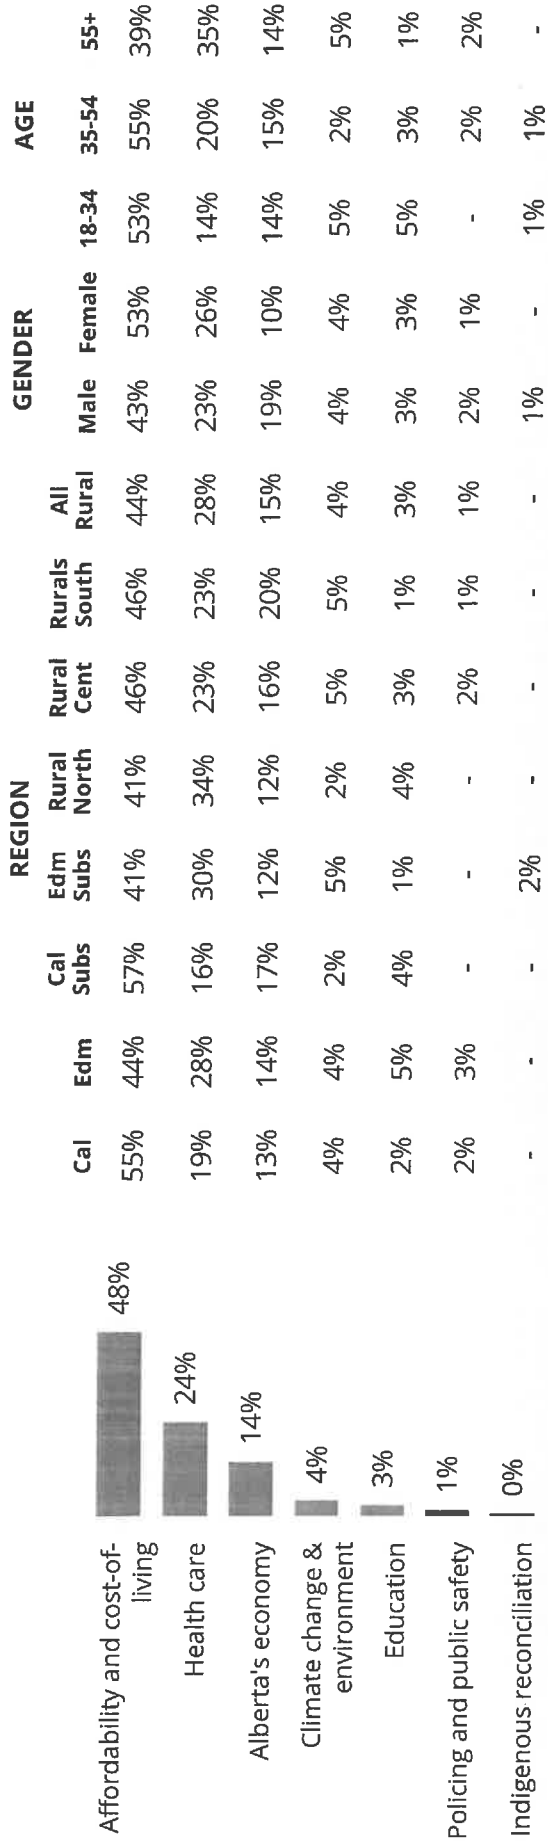 REGION GENDER AGE
Cal Edm Cal Subs Edm Subs Rural North Rural Cent Rurals South All Rural Male Female 18-34 35-54 55+
Affordability and cost-of-living 48% 55% 44% 57% 41% 41% 46% 46% 44% 43% 53% 53% 55% 39%
Health care 24% 19% 28% 16% 30% 34% 23% 23% 28% 23% 26% 14% 20% 35%
Alberta's economy 14% 13% 14% 17% 12% 12% 16% 20% 15% 19% 10% 14% 15% 14%
Climate change & environment 4% 4% 4% 2% 5% 2% 5% 5% 4% 4% 4% 5% 2% 5%
Education 3% 2% 5% 4% 1% 4% 3% 1% 3% 3% 3% 5% 3% 1%
Policing and public safety 1% 2% 3% - - - 2% 1% 1% 2% 1% - 2% 2%
Indigenous reconciliation 0% - - - 2% - - - - 1% - 1% 1% -